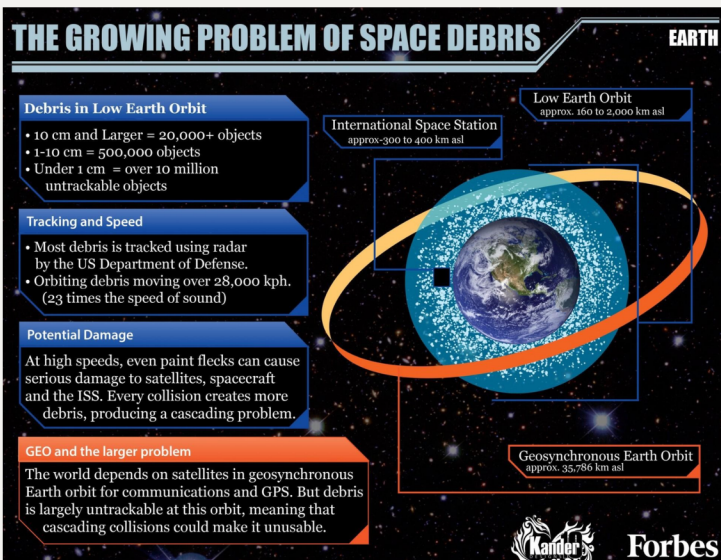 THE GROWING PROBLEM OF SPACE DEBRIS
EARTH
Debris in Low Earth Orbit
• 10 cm and Larger = 20,000+ objects
• 1-10 cm = 500,000 objects
• Under 1 cm = over 10 million
untrackable objects
Tracking and Speed
• Most debris is tracked using radar
by the US Department of Defense.
• Orbiting debris moving over 28,000 kph.
(23 times the speed of sound)
Potential Damage
At high speeds, even paint flecks can cause
serious damage to satellites, spacecraft
and the ISS. Every collision creates more
debris, producing a cascading problem.
GEO and the larger problem
The world depends on satellites in geosynchronous
Earth orbit for communications and GPS. But debris
is largely untrackable at this orbit, meaning that
cascading collisions could make it unusable.
International Space Station
approx-300 to 400 km asl
Low Earth Orbit
approx. 160 to 2,000 km asl
Geosynchronous Earth Orbit
approx. 35,786 km asl
Kander
Forbes